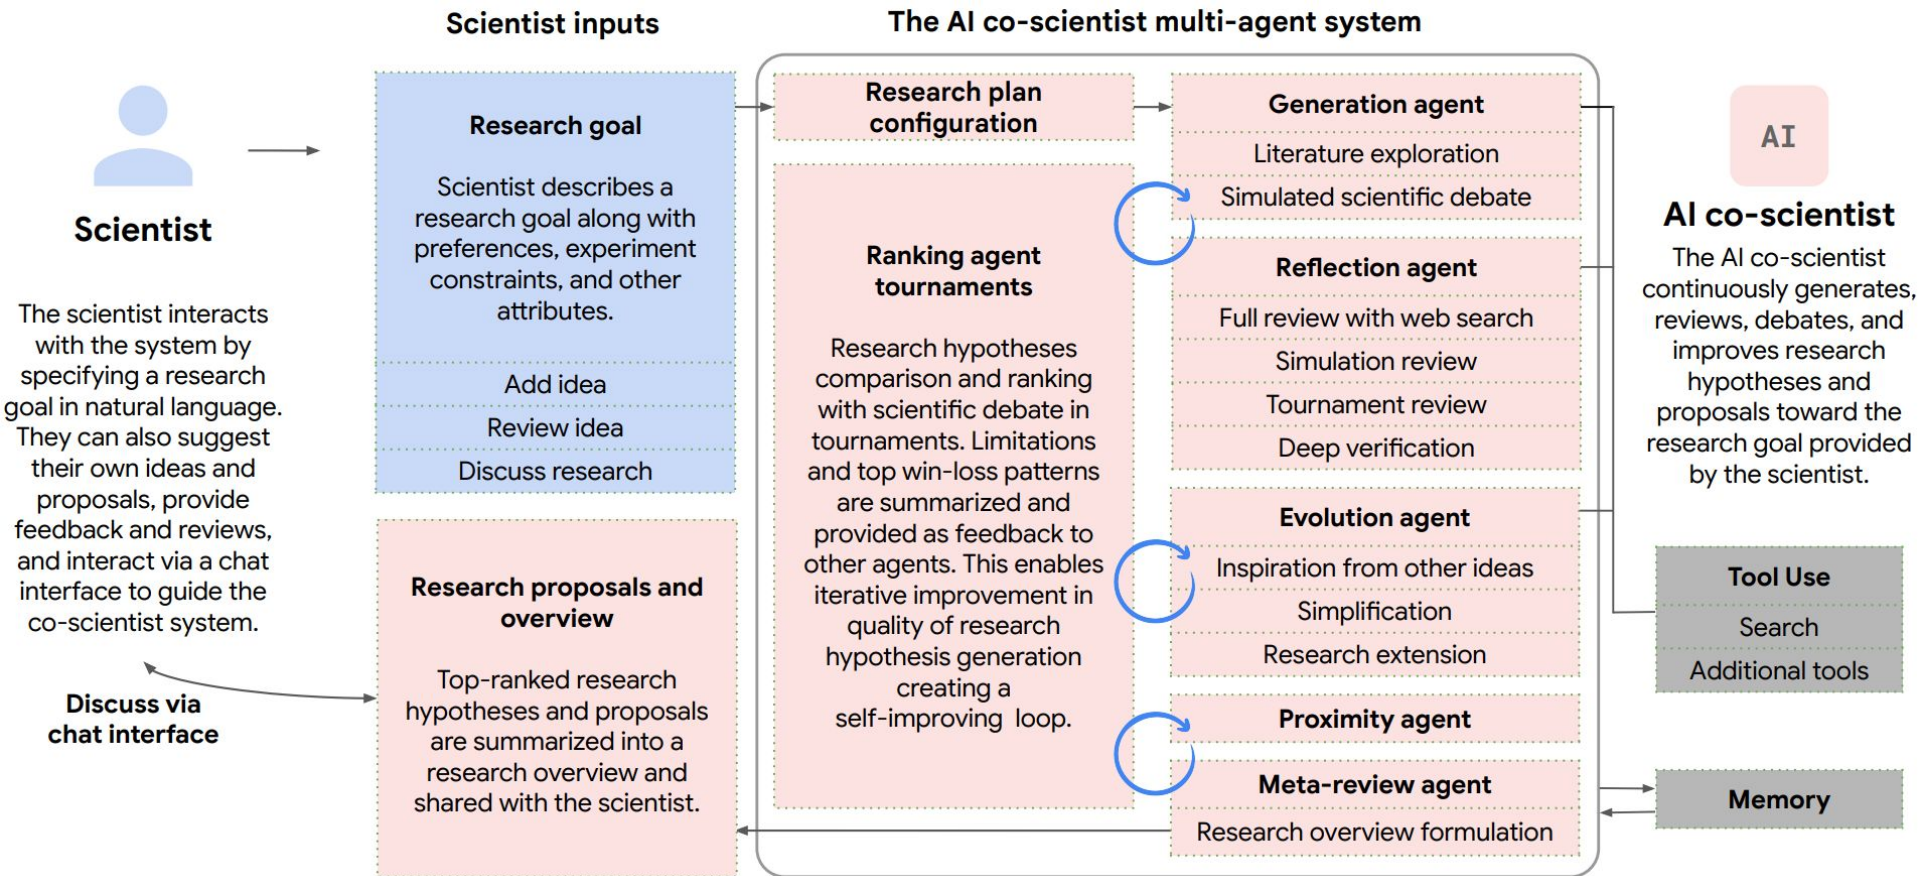 Scientist inputs
The AI co-scientist multi-agent system
Scientist
The scientist interacts
with the system by
specifying a research
goal in natural language.
They can also suggest
their own ideas and
proposals, provide
feedback and reviews,
and interact via a chat
interface to guide the
co-scientist system.
Discuss via
chat interface
Research goal
Scientist describes a
research goal along with
preferences, experiment
constraints, and other
attributes.
Add idea
Review idea
Discuss research
Research proposals and
overview
Top-ranked research
hypotheses and proposals
are summarized into a
research overview and
shared with the scientist.
Research plan
configuration
Ranking agent
tournaments
Research hypotheses
comparison and ranking
with scientific debate in
tournaments. Limitations
and top win-loss patterns
are summarized and
provided as feedback to
other agents. This enables
iterative improvement in
quality of research
hypothesis generation
creating a
self-improving loop.
Generation agent
Literature exploration
Simulated scientific debate
Reflection agent
Full review with web search
Simulation review
Tournament review
Deep verification
Evolution agent
Inspiration from other ideas
Simplification
Research extension
Proximity agent
Meta-review agent
Research overview formulation
AI
AI co-scientist
The AI co-scientist
continuously generates,
reviews, debates, and
improves research
hypotheses and
proposals toward the
research goal provided
by the scientist.
Tool Use
Search
Additional tools
Memory